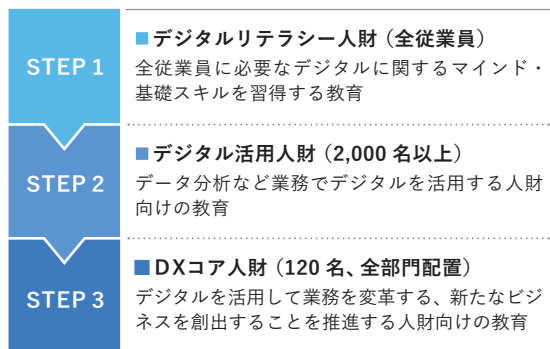 STEP 1
■デジタルリテラシー人財（全従業員）
全従業員に必要なデジタルに関するマインド・
基礎スキルを習得する教育
STEP 2
■デジタル活用人財（2,000 名以上）
データ分析など業務でデジタルを活用する人財
向けの教育
STEP 3
■DXコア人財（120 名、全部門配置）
デジタルを活用して業務を変革する、新たなビジ
ネスを創出することを推進する人財向けの教育